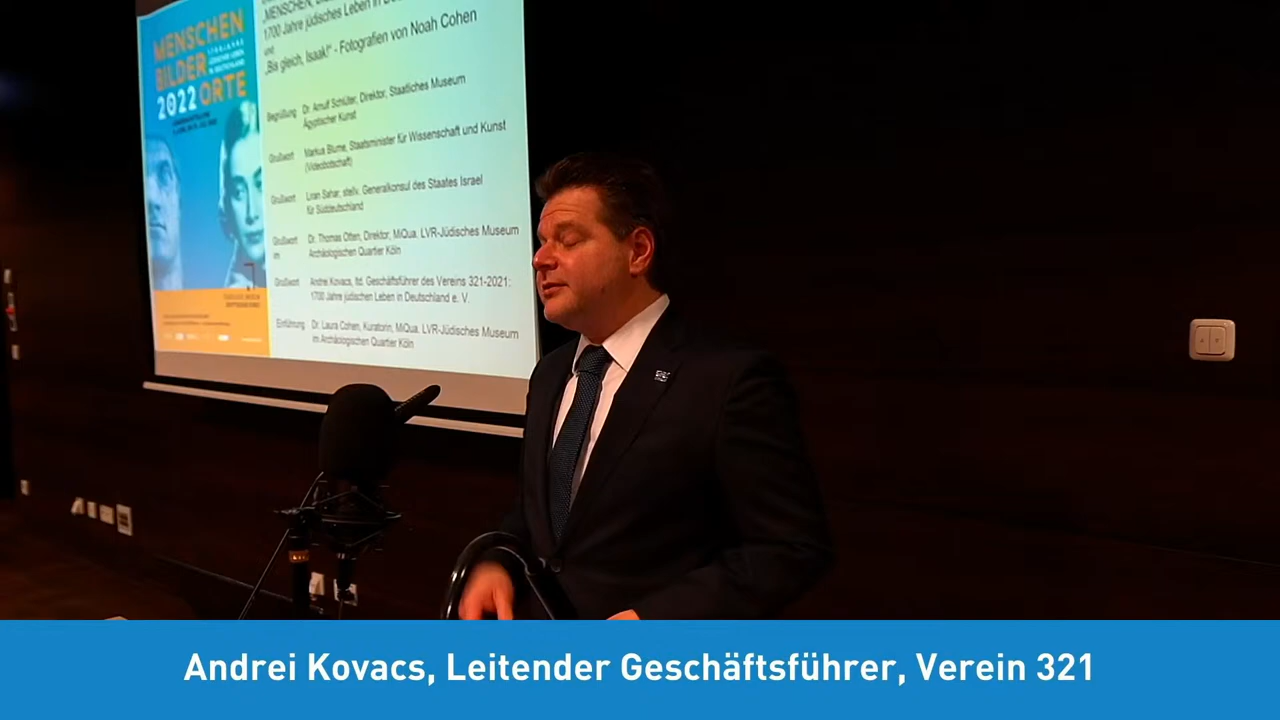 MENSCHEN
BILDER
ORTE
2022
„MENSCHEN,
1700 Jahre jüdisches Leben in
und
„Bis gleich, Isaak!" - Fotografien von Noah Cohen
Begrüßung Dr. Arnulf Schlüter, Direktor, Staatliches Museum
Ägyptischer Kunst
Grußwort Markus Blume, Staatsminister für Wissenschaft und Kunst
(Videobotschaft)
Grußwort Liran Sahar, stellv. Generalkonsul des Staates Israel
für Süddeutschland
Grußwort Dr. Thomas Otten, Direktor, MiQua. LVR-Jüdisches Museum
im Archäologischen Quartier Köln
Grußwort Andrei Kovacs, ltd. Geschäftsführer des Vereins 321-2021:
1700 Jahre jüdischen Leben in Deutschland e. V.
Einführung Dr. Laura Cohen, Kuratorin, MiQua. LVR-Jüdisches Museum
im Archäologischen Quartier Köln
Andrei Kovacs, Leitender Geschäftsführer, Verein 321